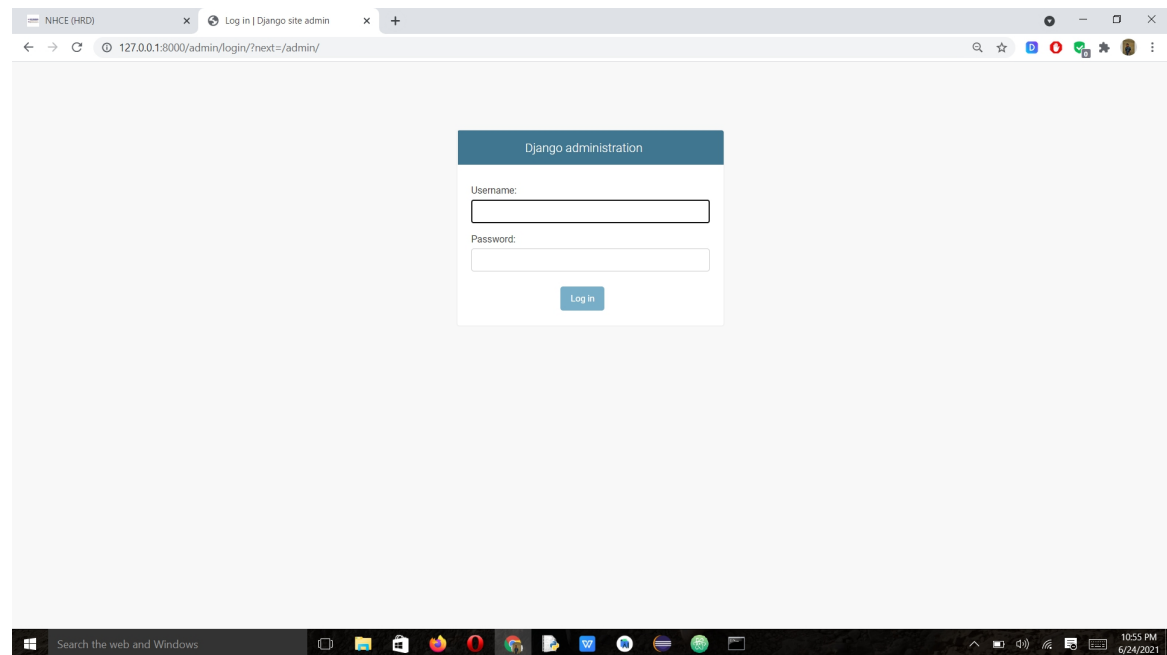 NHCE (HRD)
Log in | Django site admin
127.0.0.1:8000/admin/login/?next=/admin/
Django administration
Username:
Password:
Log in
Search the web and Windows
10:55 PM
6/24/2021